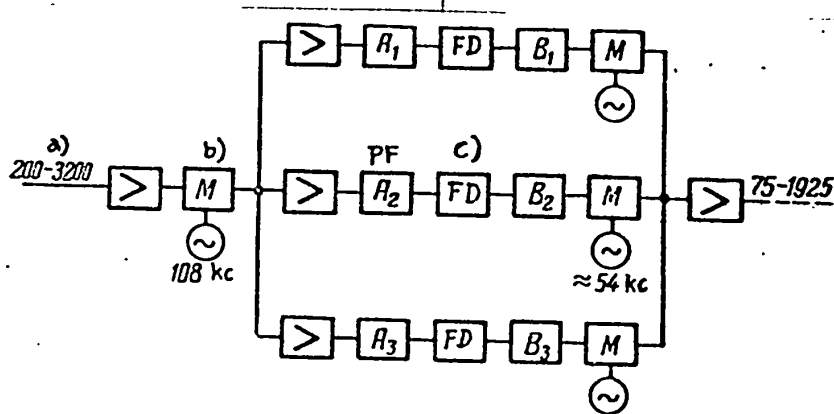 > A₁ FD B₁ M
~
a) b) PF c)
200-3200 > M > A₂ FD B₂ M > 75-1925
~ ~
108 kc ≈54 kc
> A₃ FD B₃ M
~